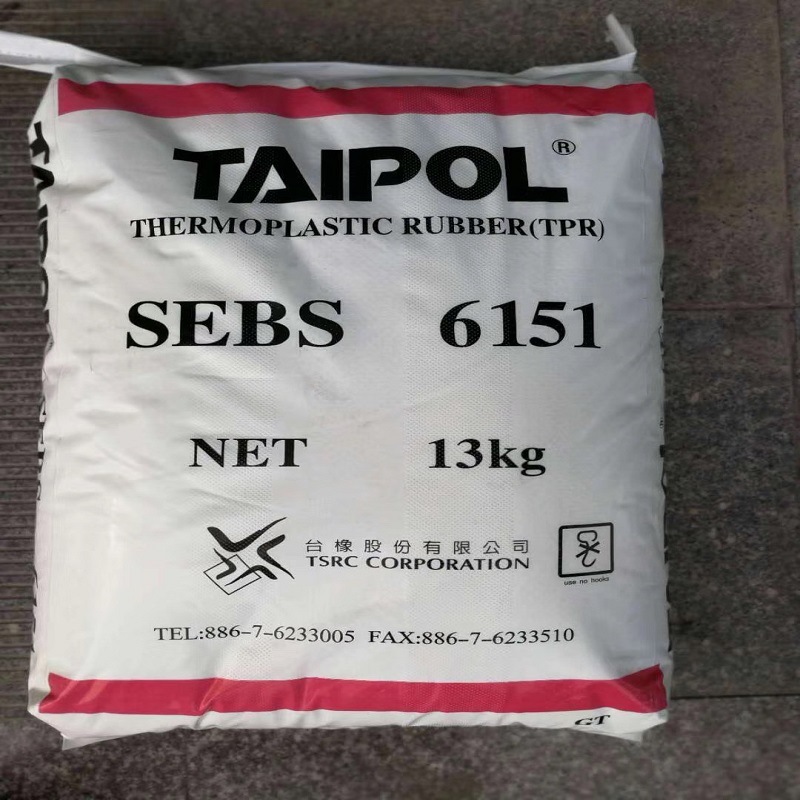 TAIPOL®
THERMOPLASTIC RUBBER(TPR)
SEBS 6151
NET 13kg
台橡股份有限公司
TSRC CORPORATION
use no hooks
TEL:886-7-6233005 FAX:886-7-6233510
GT